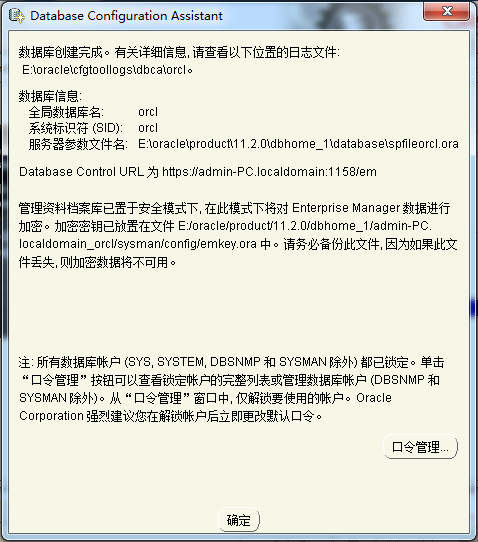 Database Configuration Assistant
数据库创建完成。有关详细信息, 请查看以下位置的日志文件:
E:\oracle\cfgtoollogs\dbca\orcl。
数据库信息:
全局数据库名: orcl
系统标识符 (SID): orcl
服务器参数文件名: E:\oracle\product\11.2.0\dbhome_1\database\spfileorcl.ora
Database Control URL 为 https://admin-PC.localdomain:1158/em
管理资料档案库已置于安全模式下, 在此模式下将对 Enterprise Manager 数据进行
加密。加密密钥已放置在文件 E:/oracle/product/11.2.0/dbhome_1/admin-PC.
localdomain_orcl/sysman/config/emkey.ora 中。请务必备份此文件, 因为如果此文
件丢失, 则加密数据将不可用。
注: 所有数据库帐户 (SYS, SYSTEM, DBSNMP 和 SYSMAN 除外) 都已锁定。单击
“口令管理”按钮可以查看锁定帐户的完整列表或管理数据库帐户 (DBSNMP 和
SYSMAN 除外)。从“口令管理”窗口中, 仅解锁要使用的帐户。Oracle
Corporation 强烈建议您在解锁帐户后立即更改默认口令。
口令管理...
确定